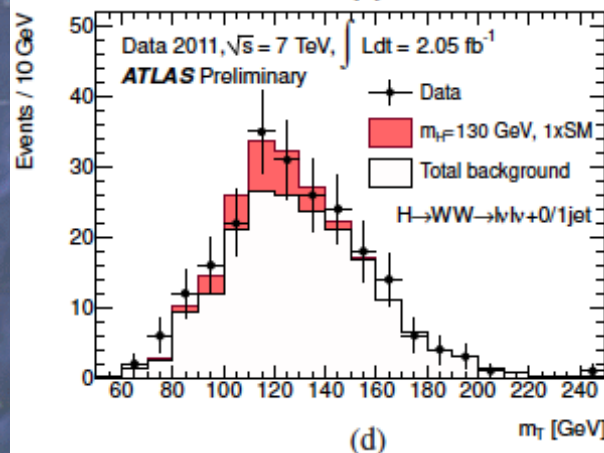 Events / 10 GeV
50
40
30
20
10
0
Data 2011, √s = 7 TeV, ∫ Ldt = 2.05 fb⁻¹
ATLAS Preliminary
Data
m_H=130 GeV, 1xSM
Total background
H→WW→lνlν+0/1jet
60 80 100 120 140 160 180 200 220 240
m_T [GeV]
(d)